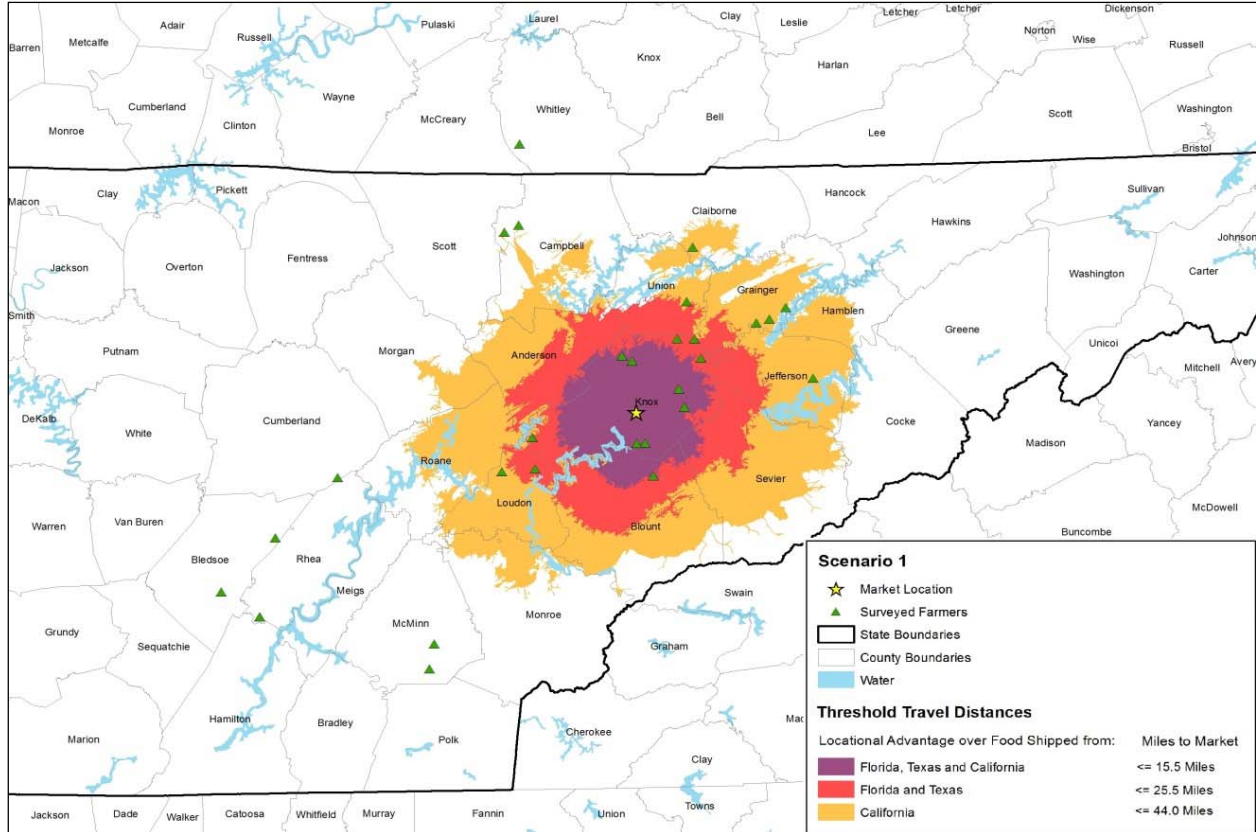 Adair
Laurel
Clay
Leslie
Letcher
Letcher
Dickenson
Barren
Metcalfe
Russell
Pulaski
Norton
Wise
Russell
Knox
Harlan
Cumberland
Wayne
Whitley
Scott
Washington
Monroe
Clinton
McCreary
Bell
Lee
Bristol
Macon
Clay
Pickett
Hancock
Sullivan
Claiborne
Hawkins
Scott
Campbell
Johnson
Jackson
Overton
Fentress
Washington
Carter
Union
Grainger
Smith
Hamblen
Greene
Putnam
Morgan
Anderson
Unicoi
Mitchell
Avery
Jefferson
Knox
DeKalb
White
Cumberland
Cocke
Madison
Yancey
Roane
Sevier
Loudon
McDowell
Warren
Van Buren
Blount
Buncombe
Bledsoe
Rhea
Meigs
Swain
Grundy
Sequatchie
McMinn
Monroe
Graham
Hamilton
Bradley
Polk
Cherokee
Mac
Marion
Clay
Towns
Jackson
Dade
Walker
Catoosa
Whitfield
Murray
Fannin
Union
Scenario 1
Market Location
Surveyed Farmers
State Boundaries
County Boundaries
Water
Threshold Travel Distances
Locational Advantage over Food Shipped from: Miles to Market
Florida, Texas and California <= 15.5 Miles
Florida and Texas <= 25.5 Miles
California <= 44.0 Miles